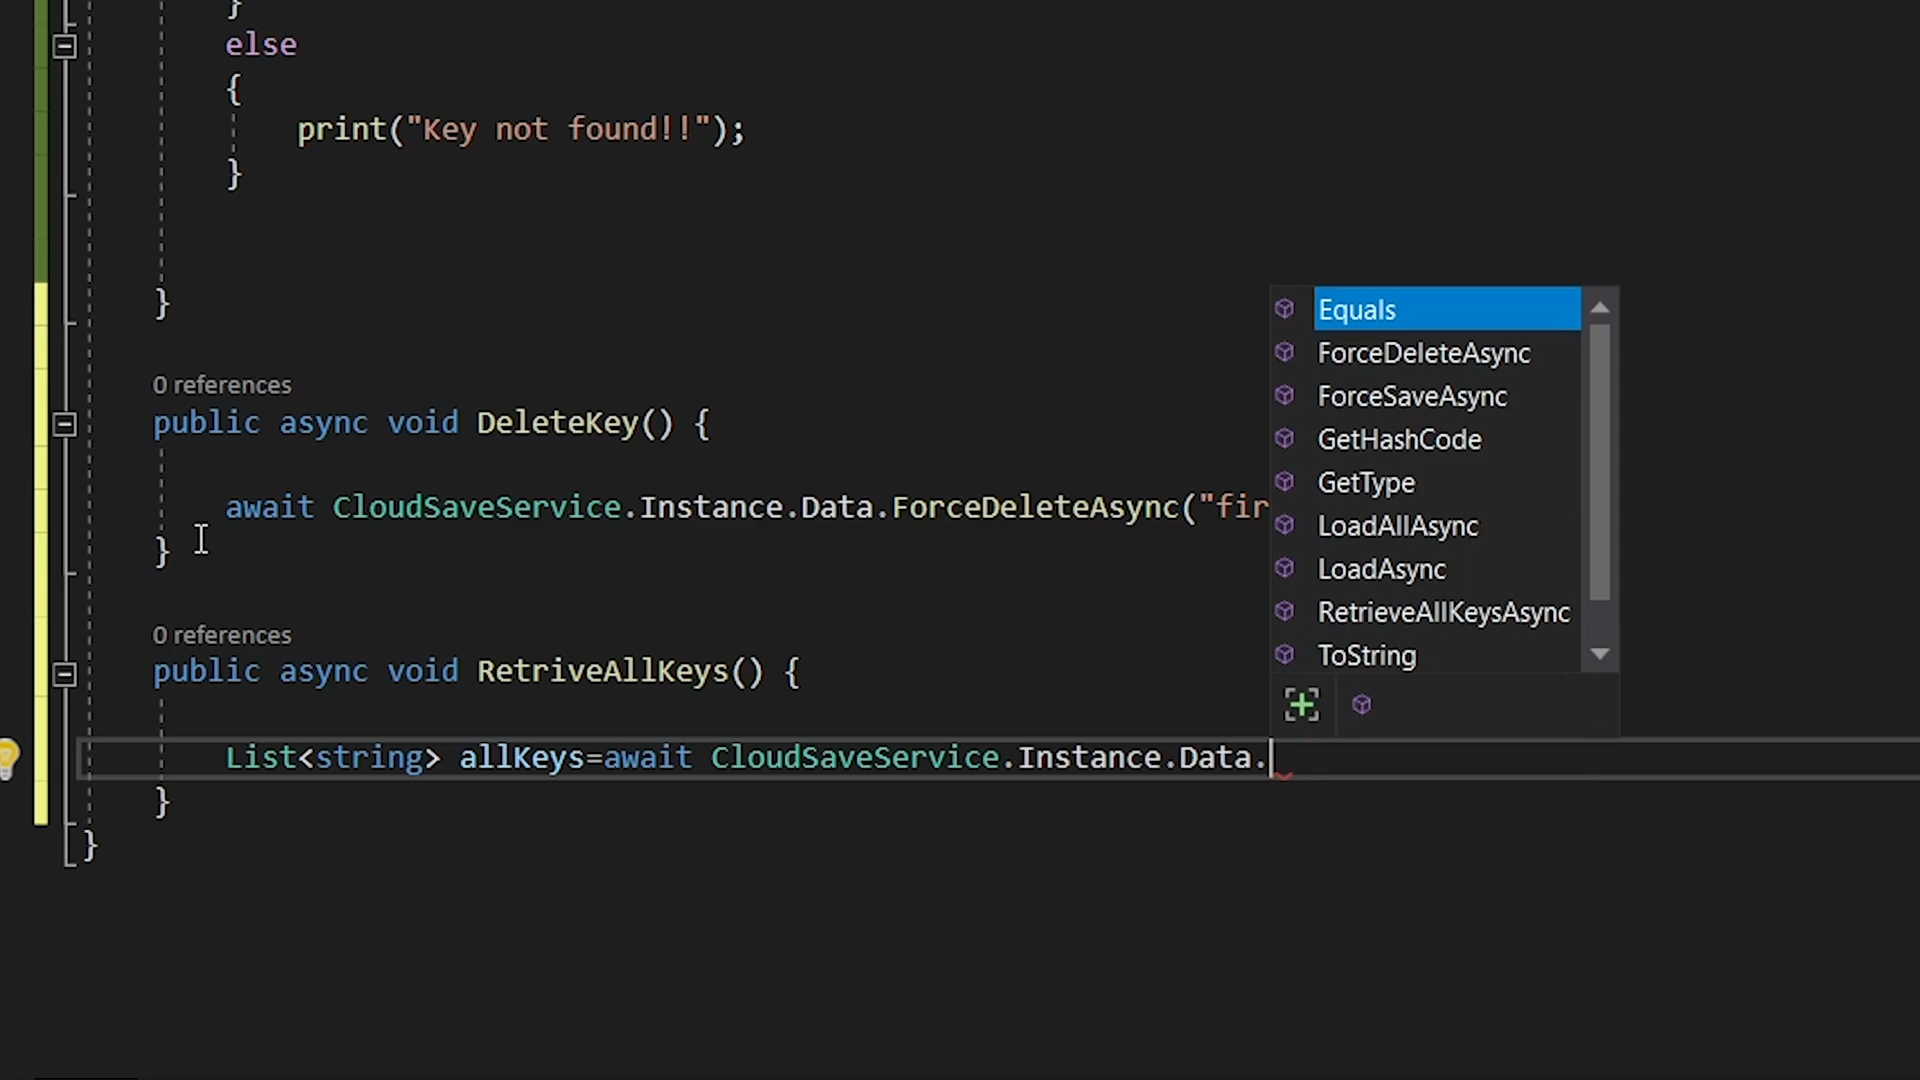 }
else
{
print("Key not found!!");
}
}
0 references
public async void DeleteKey() {
await CloudSaveService.Instance.Data.ForceDeleteAsync("fir
}
0 references
public async void RetriveAllKeys() {
List<string> allKeys=await CloudSaveService.Instance.Data.
}
}
Equals
ForceDeleteAsync
ForceSaveAsync
GetHashCode
GetType
LoadAllAsync
LoadAsync
RetrieveAllKeysAsync
ToString